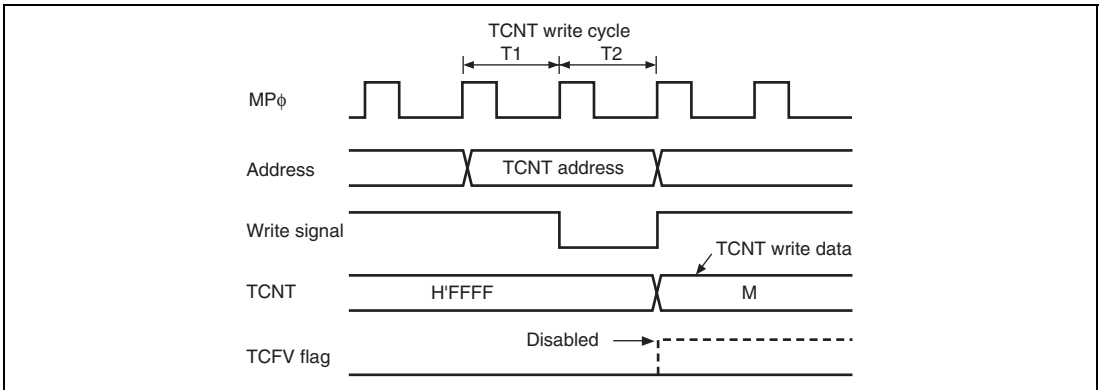 TCNT write cycle
T1 T2
MPϕ
Address TCNT address
Write signal
TCNT write data
TCNT H'FFFF M
Disabled
TCFV flag